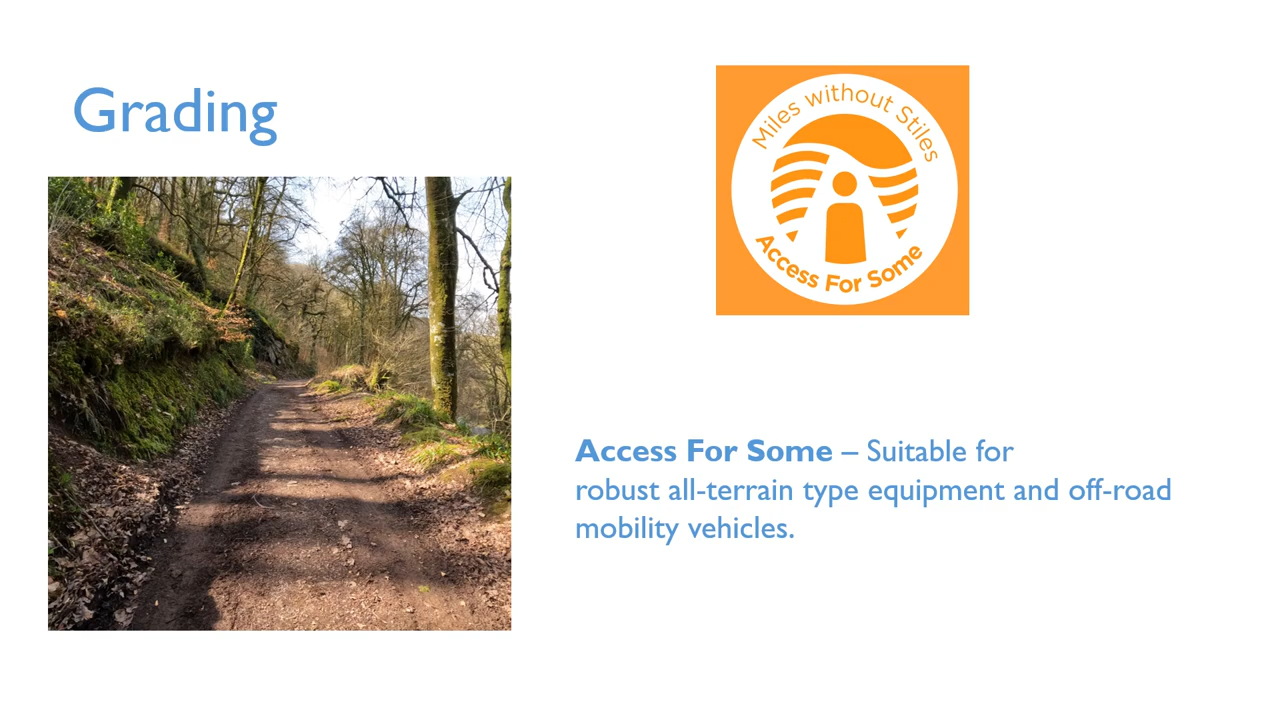 Grading
Miles without Stiles
Access For Some
Access For Some – Suitable for
robust all-terrain type equipment and off-road
mobility vehicles.